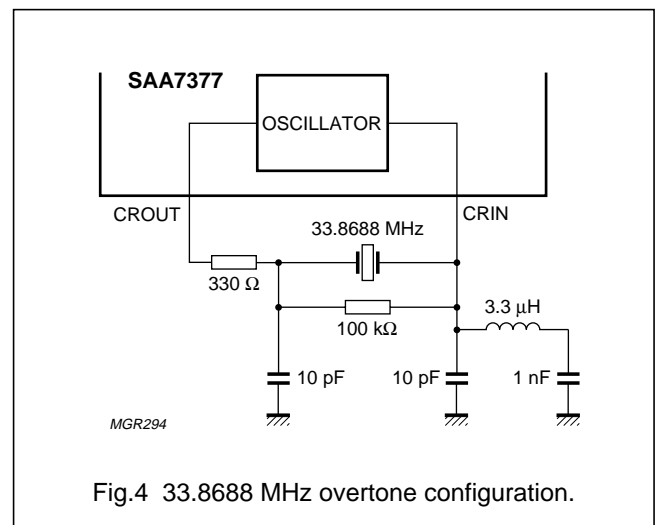 SAA7377
OSCILLATOR
CROUT
CRIN
33.8688 MHz
330 Ω
3.3 μH
100 kΩ
10 pF
10 pF
1 nF
MGR294
Fig.4 33.8688 MHz overtone configuration.